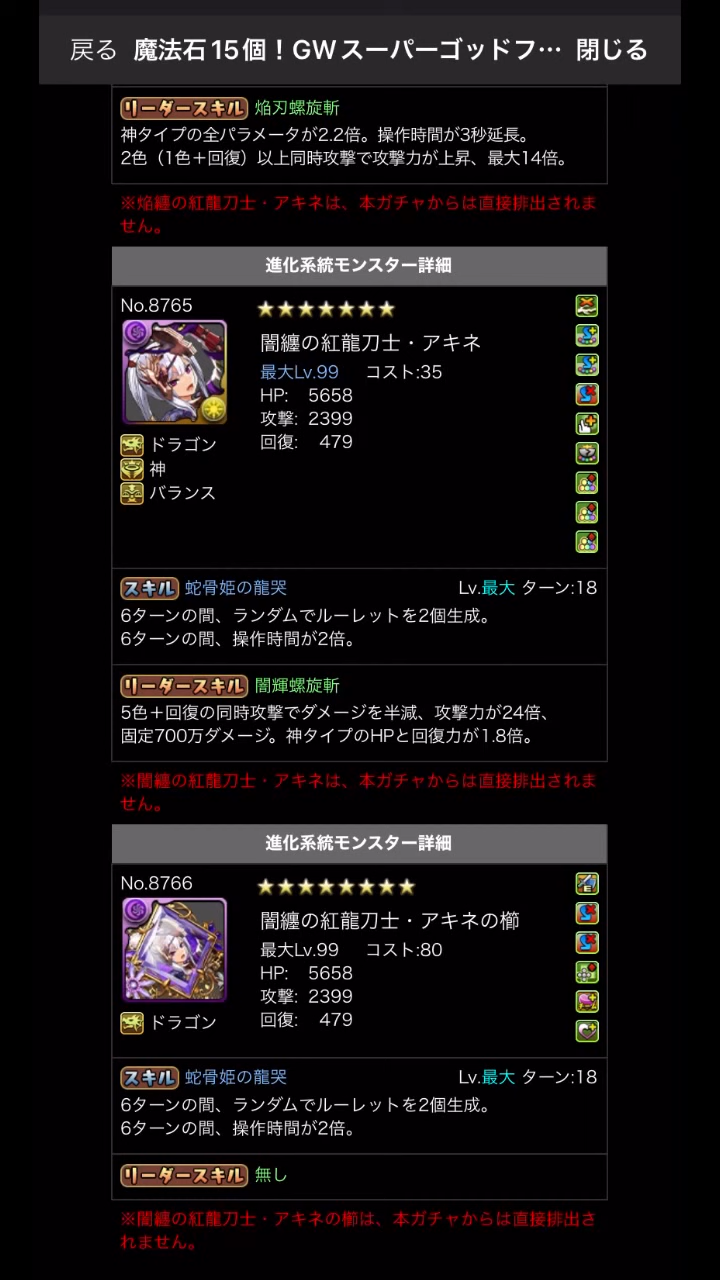 戻る 魔法石15個！GWスーパーゴッドフ… 閉じる
リーダースキル 焔刃螺旋斬
神タイプの全パラメータが2.2倍。操作時間が3秒延長。
2色（1色＋回復）以上同時攻撃で攻撃力が上昇、最大14倍。
※焔纏の紅龍刀士・アキネは、本ガチャからは直接排出されま
せん。
進化系統モンスター詳細
No.8765 ★★★★★★★
闇纏の紅龍刀士・アキネ
最大Lv.99 コスト:35
HP: 5658
攻撃: 2399
回復: 479
ドラゴン
神
バランス
スキル 蛇骨姫の龍哭 Lv.最大 ターン:18
6ターンの間、ランダムでルーレットを2個生成。
6ターンの間、操作時間が2倍。
リーダースキル 闇輝螺旋斬
5色＋回復の同時攻撃でダメージを半減、攻撃力が24倍、
固定700万ダメージ。神タイプのHPと回復力が1.8倍。
※闇纏の紅龍刀士・アキネは、本ガチャからは直接排出されま
せん。
進化系統モンスター詳細
No.8766 ★★★★★★★★
闇纏の紅龍刀士・アキネの櫛
最大Lv.99 コスト:80
HP: 5658
攻撃: 2399
回復: 479
ドラゴン
スキル 蛇骨姫の龍哭 Lv.最大 ターン:18
6ターンの間、ランダムでルーレットを2個生成。
6ターンの間、操作時間が2倍。
リーダースキル 無し
※闇纏の紅龍刀士・アキネの櫛は、本ガチャからは直接排出さ
れません。